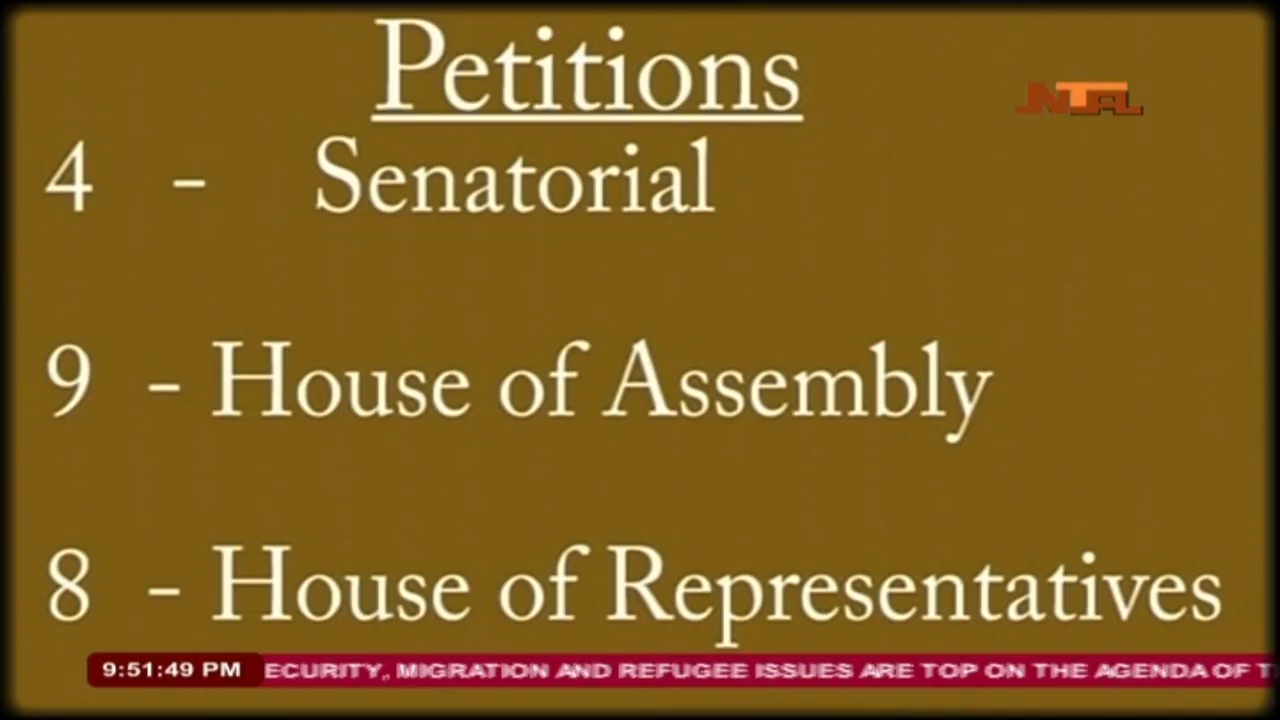 Petitions
NTA
4 - Senatorial
9 - House of Assembly
8 - House of Representatives
9:51:49 PM ECURITY, MIGRATION AND REFUGEE ISSUES ARE TOP ON THE AGENDA OF T